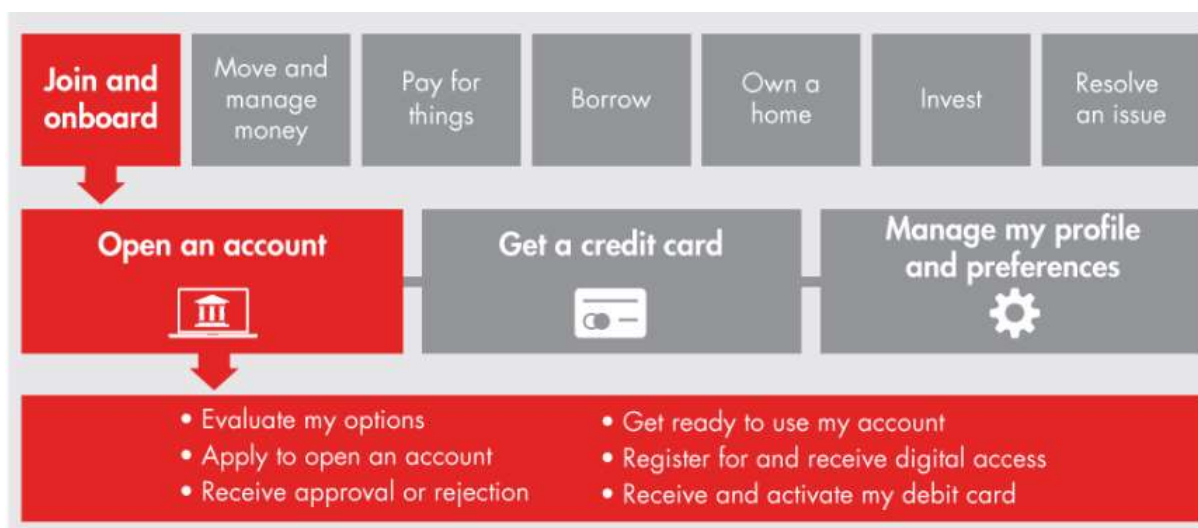 Join and
onboard
Move and
manage
money
Pay for
things
Borrow
Own a
home
Invest
Resolve
an issue
Open an account
Get a credit card
Manage my profile
and preferences
• Evaluate my options
• Apply to open an account
• Receive approval or rejection
• Get ready to use my account
• Register for and receive digital access
• Receive and activate my debit card